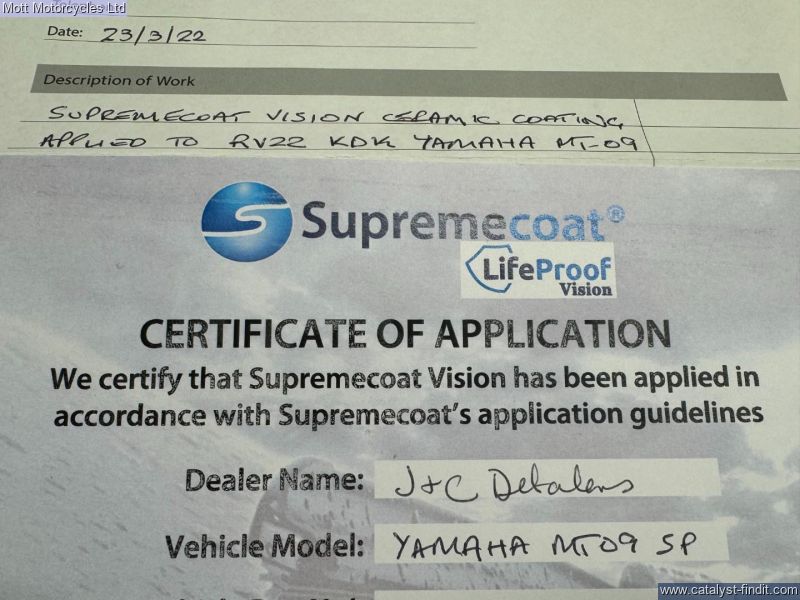 Mott Motorcycles Ltd
Date: 23/3/22
Description of Work
SUPREMECOAT VISION CERAMIC COATING
APPLIED TO RV22 KDK YAMAHA MT-09
Supremecoat®
LifeProof
Vision
CERTIFICATE OF APPLICATION
We certify that Supremecoat Vision has been applied in
accordance with Supremecoat's application guidelines
Dealer Name: J+C Detalers
Vehicle Model: YAMAHA MT09 SP
www.catalyst-findit.com